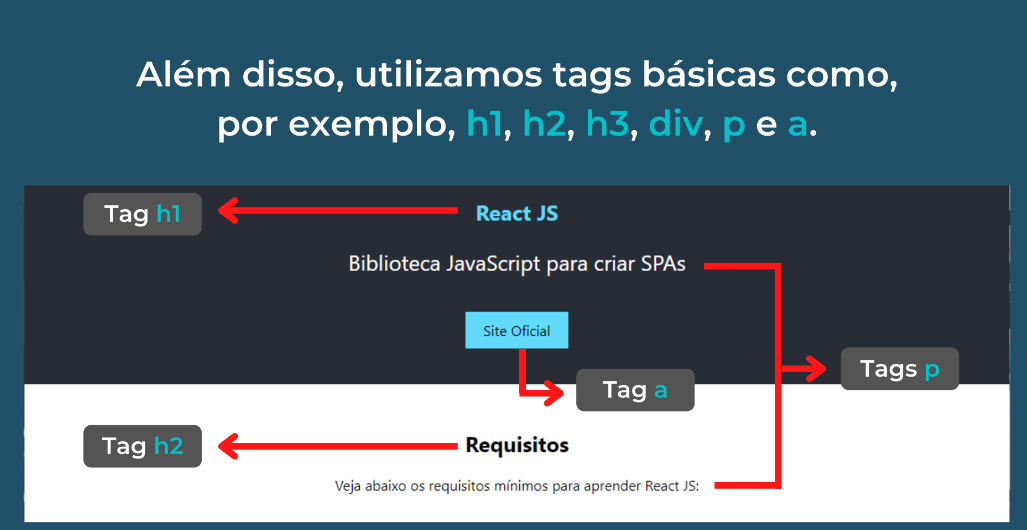 Além disso, utilizamos tags básicas como,
por exemplo, h1, h2, h3, div, p e a.
Tag h1
React JS
Biblioteca JavaScript para criar SPAs
Site Oficial
Tags p
Tag a
Tag h2
Requisitos
Veja abaixo os requisitos mínimos para aprender React JS: